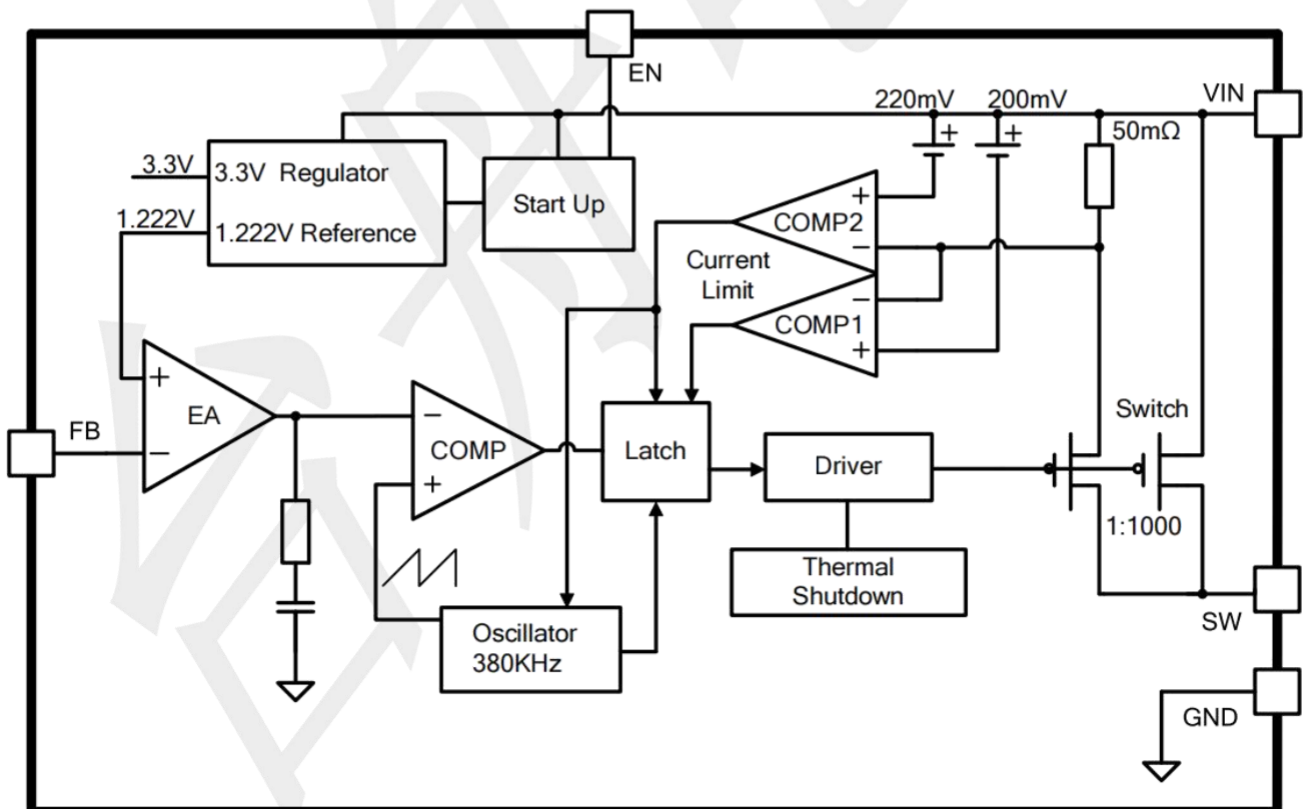 EN
220mV
200mV
VIN
50mΩ
3.3V
3.3V Regulator
1.222V
1.222V Reference
Start Up
+
+
+
COMP2
−
Current
Limit
−
COMP1
+
+
EA
−
FB
−
COMP
+
Latch
Driver
Switch
1:1000
Thermal
Shutdown
Oscillator
380KHz
SW
GND